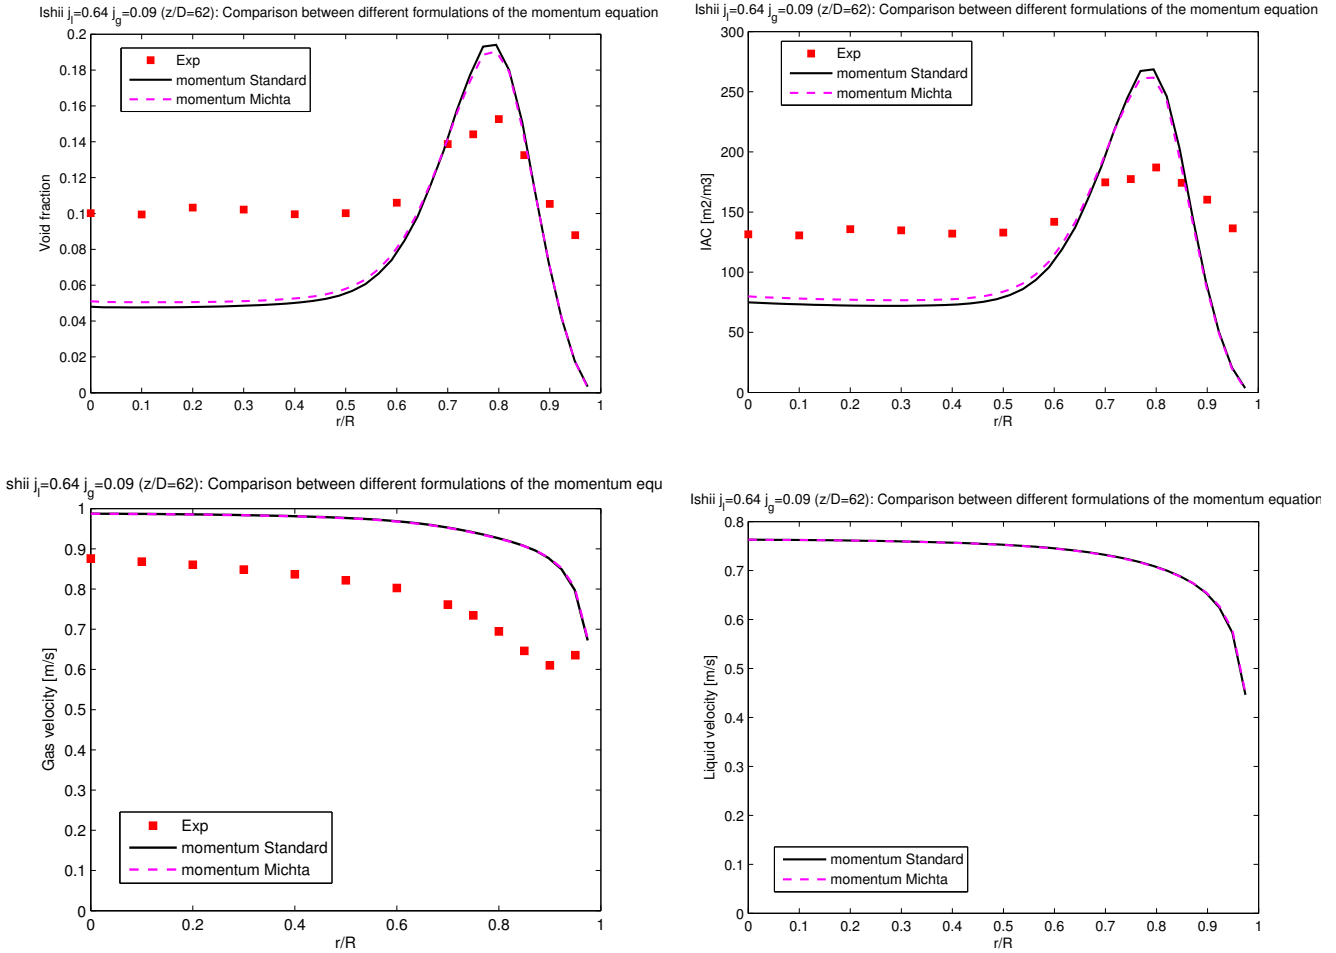 Ishii jl=0.64 jg=0.09 (z/D=62): Comparison between different formulations of the momentum equation
0.2
0.18
0.16
0.14
0.12
0.1
0.08
0.06
0.04
0.02
0
Void fraction
Exp
momentum Standard
momentum Michta
0 0.1 0.2 0.3 0.4 0.5 0.6 0.7 0.8 0.9 1
r/R
Ishii jl=0.64 jg=0.09 (z/D=62): Comparison between different formulations of the momentum equation
300
250
200
150
100
50
0
IAC [m2/m3]
Exp
momentum Standard
momentum Michta
0 0.1 0.2 0.3 0.4 0.5 0.6 0.7 0.8 0.9 1
r/R
shii jl=0.64 jg=0.09 (z/D=62): Comparison between different formulations of the momentum equ
1
0.9
0.8
0.7
0.6
0.5
0.4
0.3
0.2
0.1
0
Gas velocity [m/s]
Exp
momentum Standard
momentum Michta
0 0.2 0.4 0.6 0.8 1
r/R
Ishii jl=0.64 jg=0.09 (z/D=62): Comparison between different formulations of the momentum equation
0.8
0.7
0.6
0.5
0.4
0.3
0.2
0.1
0
Liquid velocity [m/s]
momentum Standard
momentum Michta
0 0.1 0.2 0.3 0.4 0.5 0.6 0.7 0.8 0.9 1
r/R